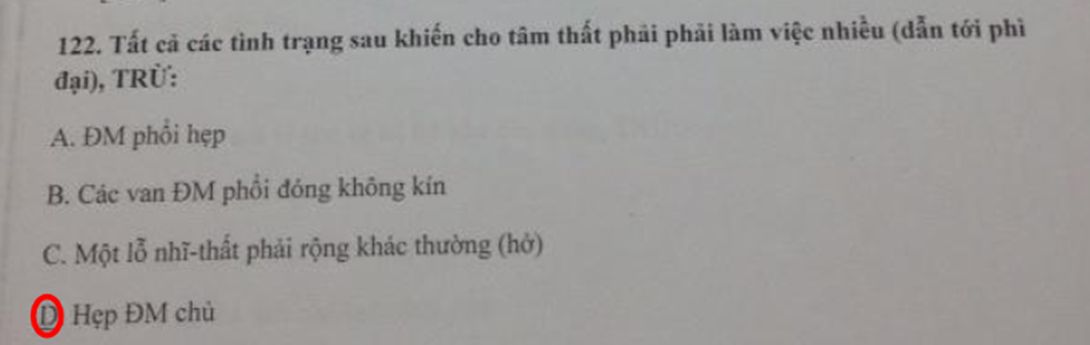 122. Tất cả các tình trạng sau khiến cho tâm thất phải phải làm việc nhiều (dẫn tới phì
đại), TRỪ:
A. ĐM phổi hẹp
B. Các van ĐM phổi đóng không kín
C. Một lỗ nhĩ-thất phải rộng khác thường (hở)
D Hẹp ĐM chủ